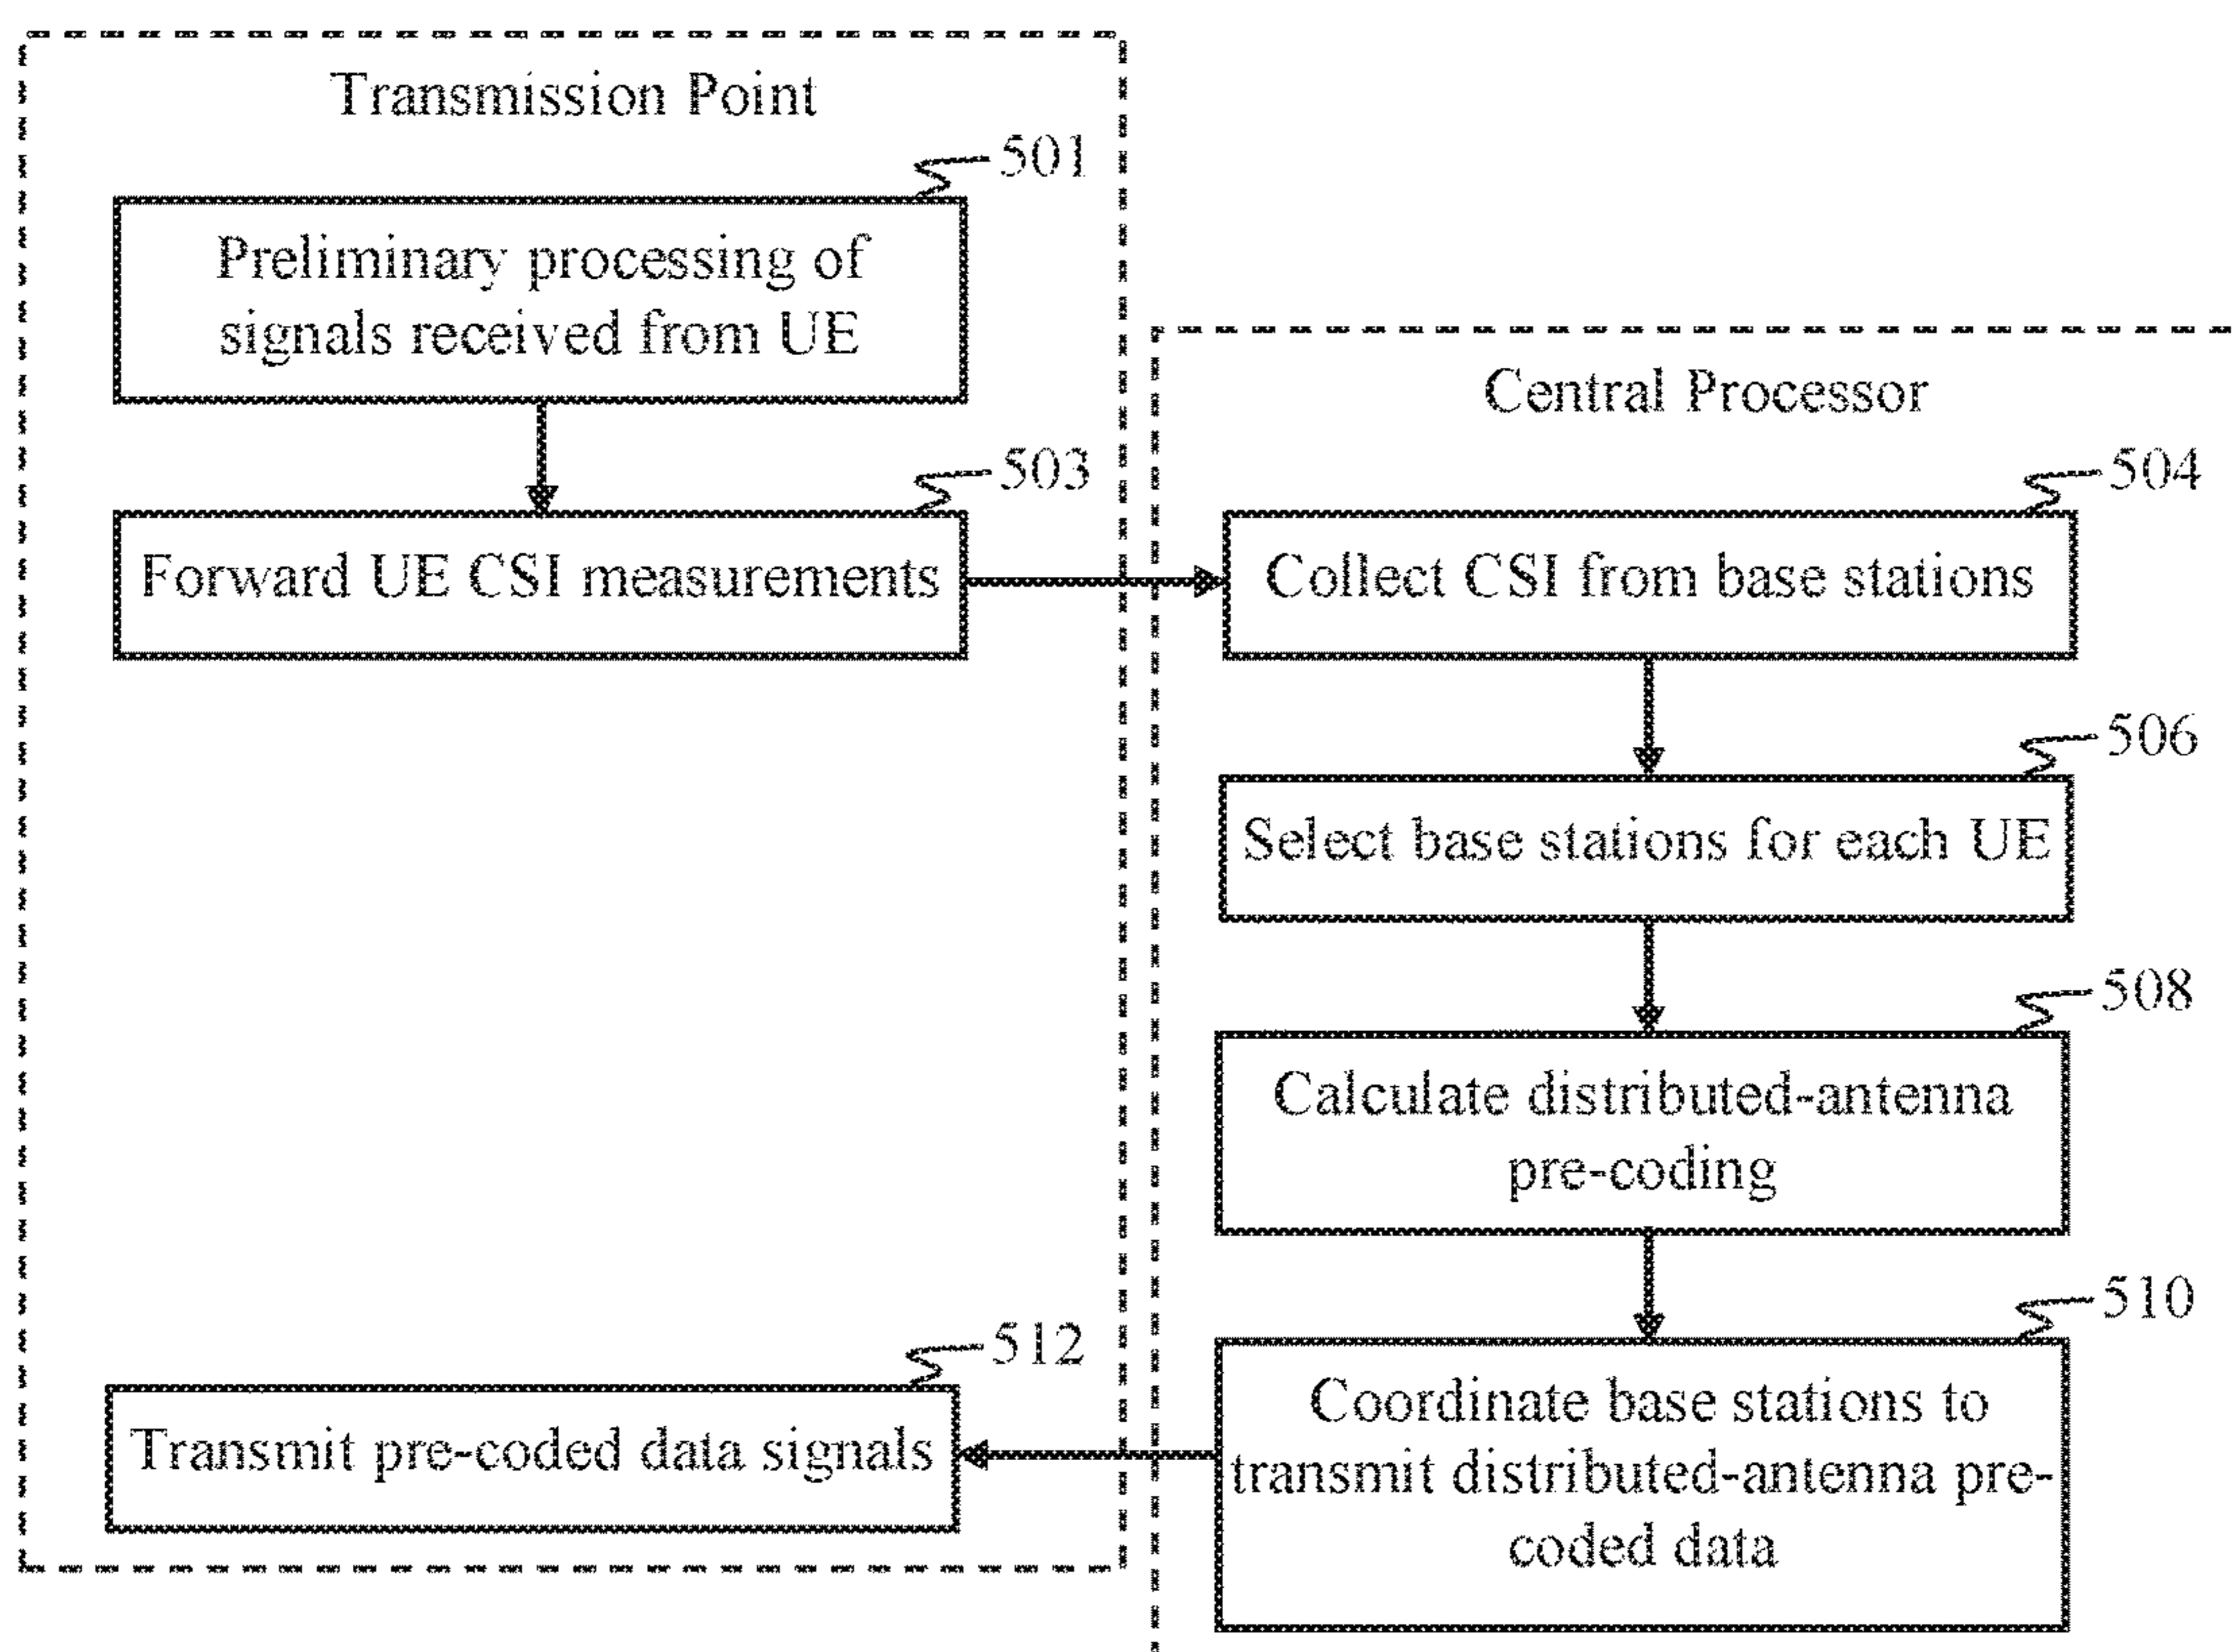 Transmission Point
501
Preliminary processing of
signals received from UE
503
Forward UE CSI measurements
Central Processor
504
Collect CSI from base stations
506
Select base stations for each UE
508
Calculate distributed-antenna
pre-coding
510
Coordinate base stations to
transmit distributed-antenna pre-
coded data
512
Transmit pre-coded data signals